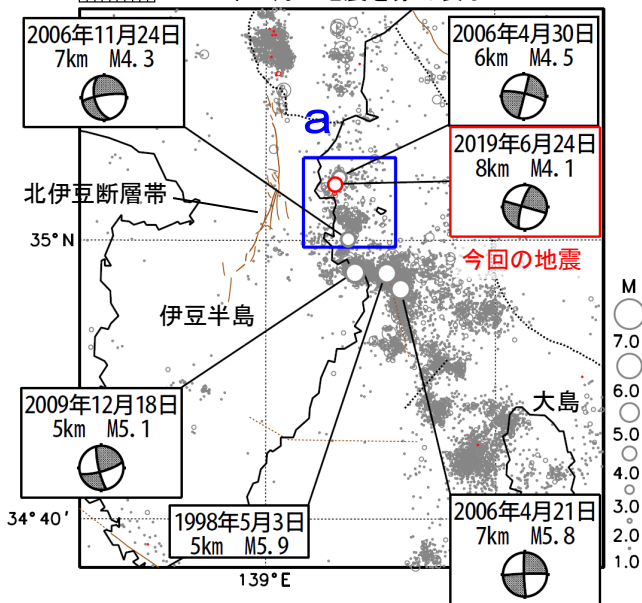 2006年11月24日
7km M4.3
2006年4月30日
6km M4.5
a
2019年6月24日
8km M4.1
北伊豆断層帯
35°N
今回の地震
伊豆半島
M
7.0
6.0
5.0
4.0
3.0
2.0
1.0
大島
2009年12月18日
5km M5.1
34°40′
1998年5月3日
5km M5.9
2006年4月21日
7km M5.8
139°E